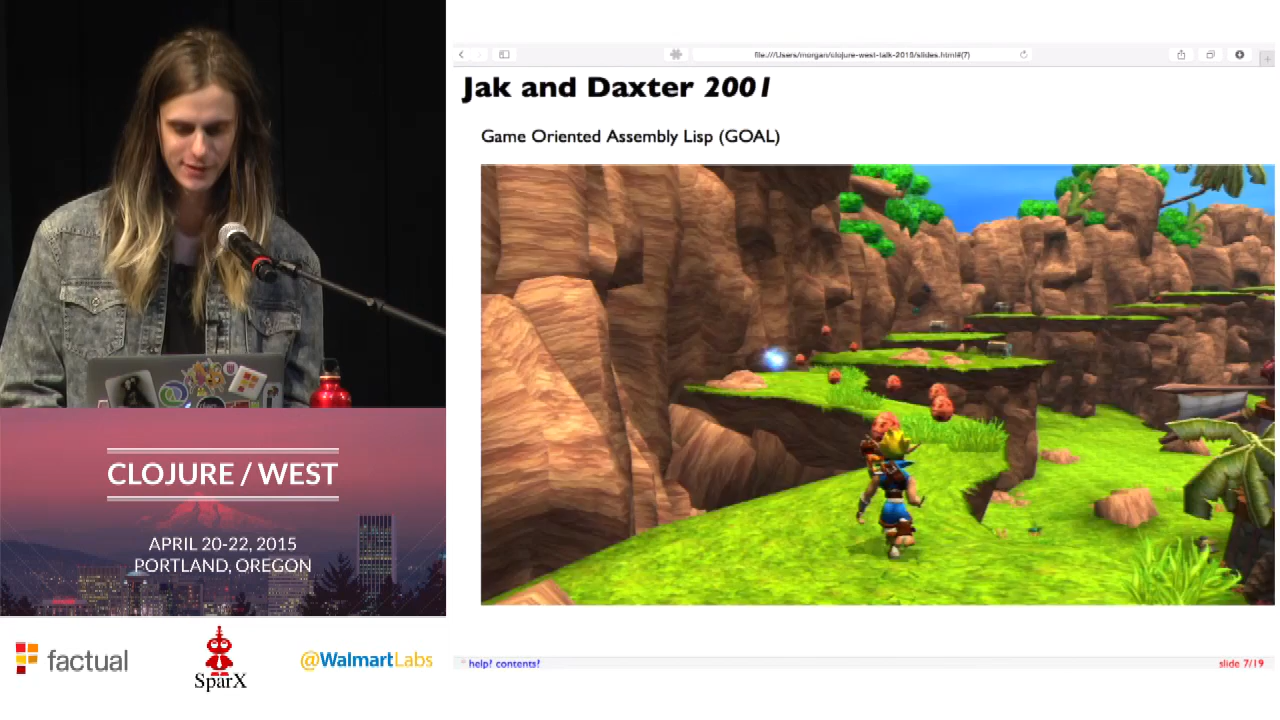 file:///Users/morgan/clojure-west-talk-2015/slides.html#(7)
Jak and Daxter 2001
Game Oriented Assembly Lisp (GOAL)
CLOJURE / WEST
APRIL 20-22, 2015
PORTLAND, OREGON
factual
SparX
@WalmartLabs
help? contents?
slide 7/19